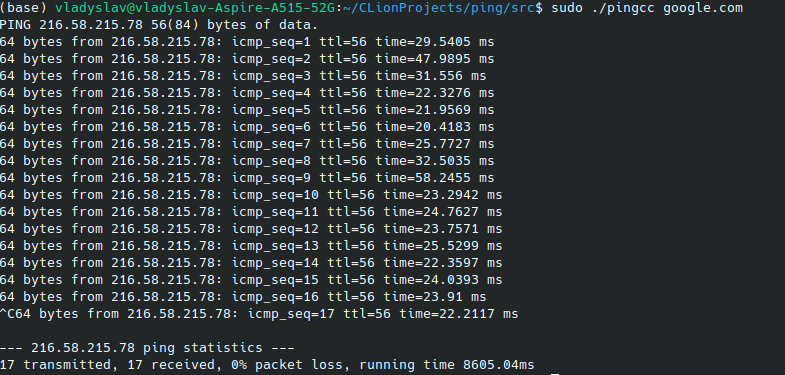 (base) vladyslav@vladyslav-Aspire-A515-52G:~/CLionProjects/ping/src$ sudo ./pingcc google.com
PING 216.58.215.78 56(84) bytes of data.
64 bytes from 216.58.215.78: icmp_seq=1 ttl=56 time=29.5405 ms
64 bytes from 216.58.215.78: icmp_seq=2 ttl=56 time=47.9895 ms
64 bytes from 216.58.215.78: icmp_seq=3 ttl=56 time=31.556 ms
64 bytes from 216.58.215.78: icmp_seq=4 ttl=56 time=22.3276 ms
64 bytes from 216.58.215.78: icmp_seq=5 ttl=56 time=21.9569 ms
64 bytes from 216.58.215.78: icmp_seq=6 ttl=56 time=20.4183 ms
64 bytes from 216.58.215.78: icmp_seq=7 ttl=56 time=25.7727 ms
64 bytes from 216.58.215.78: icmp_seq=8 ttl=56 time=32.5035 ms
64 bytes from 216.58.215.78: icmp_seq=9 ttl=56 time=58.2455 ms
64 bytes from 216.58.215.78: icmp_seq=10 ttl=56 time=23.2942 ms
64 bytes from 216.58.215.78: icmp_seq=11 ttl=56 time=24.7627 ms
64 bytes from 216.58.215.78: icmp_seq=12 ttl=56 time=23.7571 ms
64 bytes from 216.58.215.78: icmp_seq=13 ttl=56 time=25.5299 ms
64 bytes from 216.58.215.78: icmp_seq=14 ttl=56 time=22.3597 ms
64 bytes from 216.58.215.78: icmp_seq=15 ttl=56 time=24.0393 ms
64 bytes from 216.58.215.78: icmp_seq=16 ttl=56 time=23.91 ms
^C64 bytes from 216.58.215.78: icmp_seq=17 ttl=56 time=22.2117 ms
--- 216.58.215.78 ping statistics ---
17 transmitted, 17 received, 0% packet loss, running time 8605.04ms